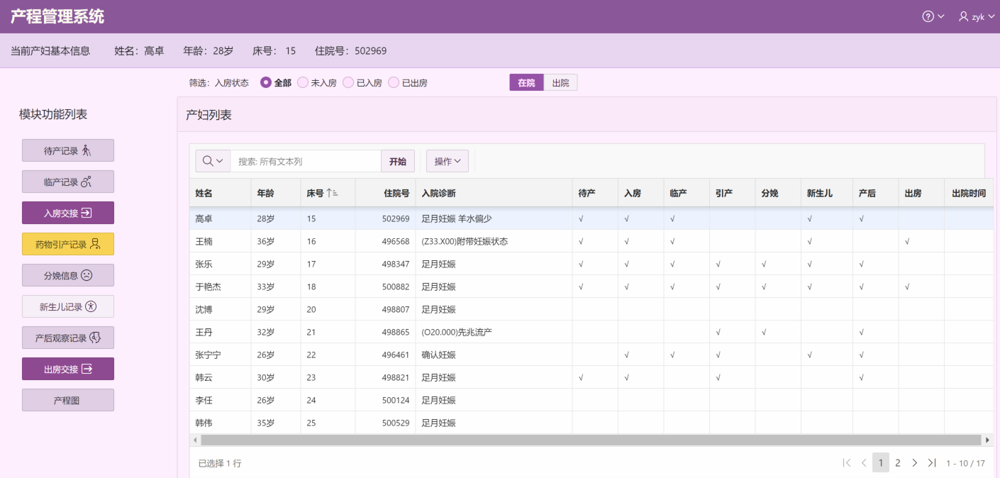 产程管理系统
zyk
当前产妇基本信息 姓名：高卓 年龄：28岁 床号： 15 住院号：502969
筛选：入房状态 全部 未入房 已入房 已出房 在院 出院
模块功能列表
待产记录
临产记录
入房交接
药物引产记录
分娩信息
新生儿记录
产后观察记录
出房交接
产程图
产妇列表
搜索: 所有文本列 开始 操作
姓名 年龄 床号 住院号 入院诊断 待产 入房 临产 引产 分娩 新生儿 产后 出房 出院时间
高卓 28岁 15 502969 足月妊娠 羊水偏少 √ √ √ √ √
王楠 36岁 16 496568 (Z33.X00)附带妊娠状态 √ √ √ √ √
张乐 29岁 17 498347 足月妊娠 √ √ √ √ √ √ √
于艳杰 33岁 18 500882 足月妊娠 √ √ √ √ √ √ √ √
沈博 29岁 20 498807 足月妊娠
王丹 32岁 21 498865 (O20.000)先兆流产 √ √ √
张宁宁 26岁 22 496461 确认妊娠 √ √ √ √ √
韩云 30岁 23 498821 足月妊娠 √ √ √ √
李任 26岁 24 500124 足月妊娠
韩伟 35岁 25 500529 足月妊娠
已选择 1 行 1 2 1 - 10 / 17